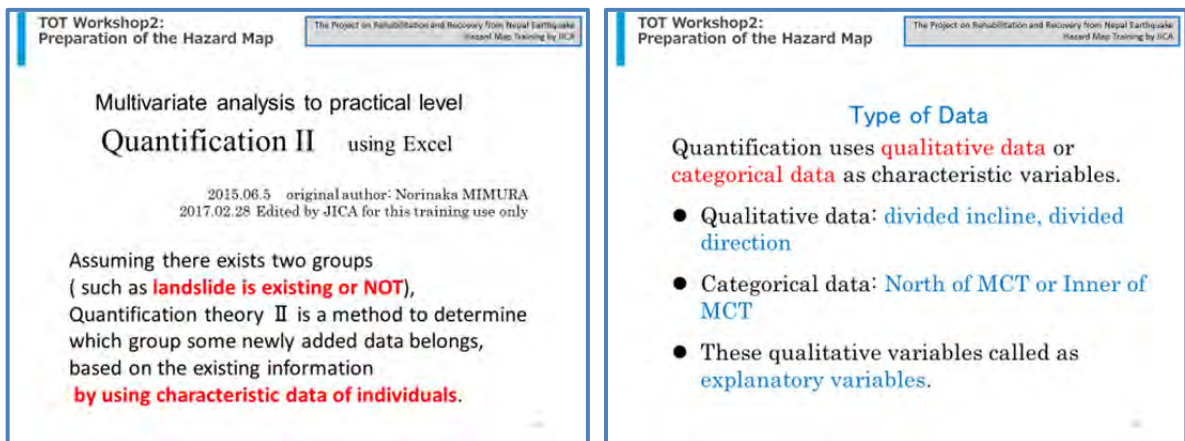 TOT Workshop2:
Preparation of the Hazard Map
The Project on Rehabilitation and Recovery from Nepal Earthquake
Hazard Map Training by JICA
Multivariate analysis to practical level
Quantification II using Excel
2015.06.5 original author: Norinaka MIMURA
2017.02.28 Edited by JICA for this training use only
Assuming there exists two groups
( such as landslide is existing or NOT),
Quantification theory Ⅱ is a method to determine
which group some newly added data belongs,
based on the existing information
by using characteristic data of individuals.
TOT Workshop2:
Preparation of the Hazard Map
The Project on Rehabilitation and Recovery from Nepal Earthquake
Hazard Map Training by JICA
Type of Data
Quantification uses qualitative data or
categorical data as characteristic variables.
● Qualitative data: divided incline, divided
direction
● Categorical data: North of MCT or Inner of
MCT
● These qualitative variables called as
explanatory variables.